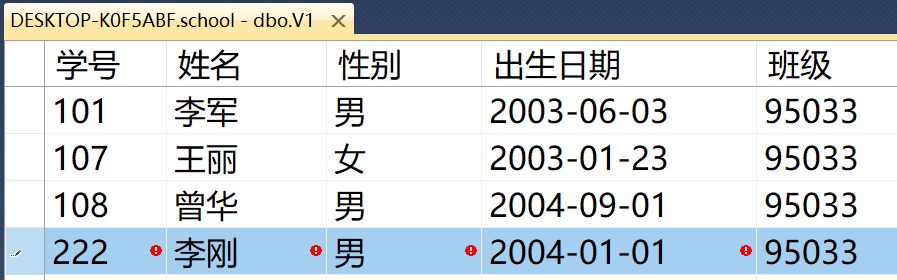 DESKTOP-K0F5ABF.school - dbo.V1
学号 姓名 性别 出生日期 班级
101 李军 男 2003-06-03 95033
107 王丽 女 2003-01-23 95033
108 曾华 男 2004-09-01 95033
222 李刚 男 2004-01-01 95033